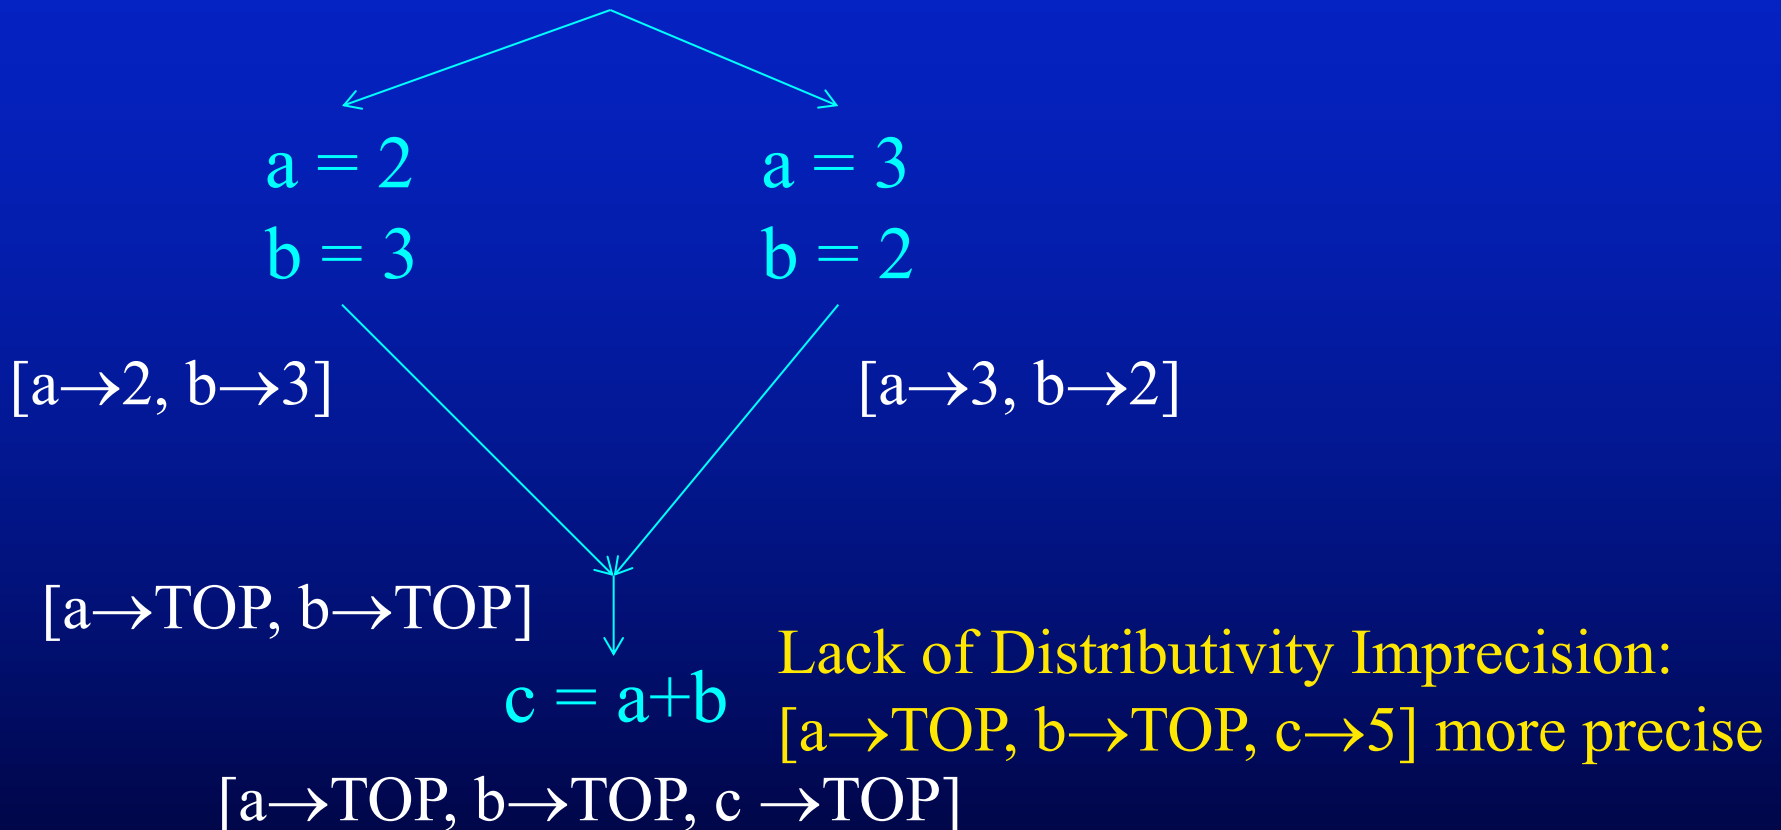 a = 2
b = 3
a = 3
b = 2
[a→2, b→3]
[a→3, b→2]
[a→TOP, b→TOP]
c = a+b
Lack of Distributivity Imprecision:
[a→TOP, b→TOP, c→5] more precise
[a→TOP, b→TOP, c →TOP]